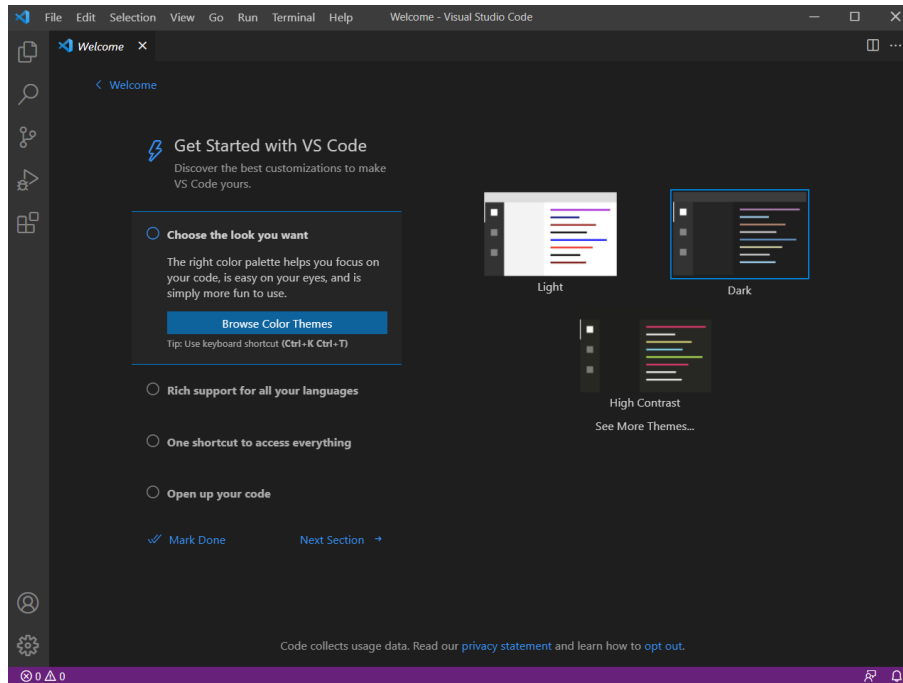 File Edit Selection View Go Run Terminal Help Welcome - Visual Studio Code
Welcome
Welcome
Get Started with VS Code
Discover the best customizations to make
VS Code yours.
Choose the look you want
The right color palette helps you focus on
your code, is easy on your eyes, and is
simply more fun to use.
Browse Color Themes
Tip: Use keyboard shortcut (Ctrl+K Ctrl+T)
Rich support for all your languages
One shortcut to access everything
Open up your code
Mark Done Next Section
Light
Dark
High Contrast
See More Themes...
Code collects usage data. Read our privacy statement and learn how to opt out.
0 0